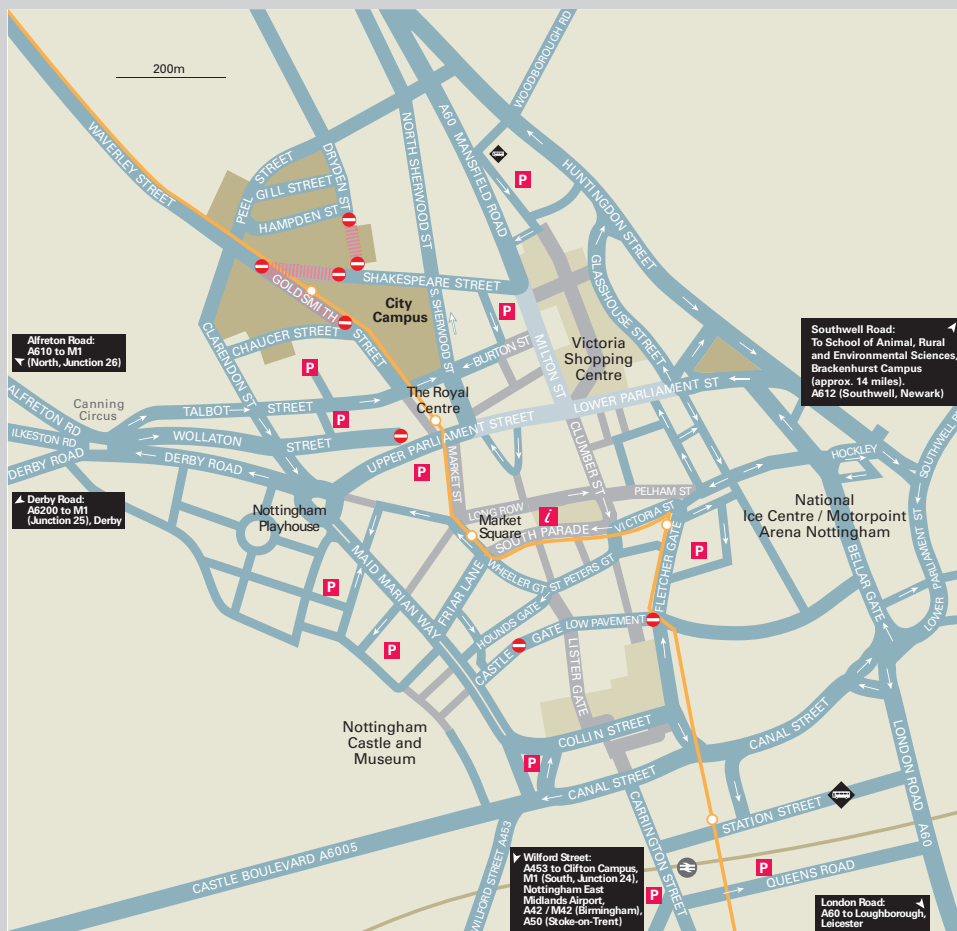 200m
WOODBOROUGH RD
WAVERLEY STREET
PEEL STREET
GILL STREET
HAMPDEN ST
DRYDEN ST
NORTH SHERWOOD ST
A60 MANSFIELD ROAD
P
HUNTINGDON STREET
GLASSHOUSE STREET
SHAKESPEARE STREET
GOLDSMITH STREET
City
Campus
S. SHERWOOD ST
P
CHAUCER STREET
CLARENDON ST
P
BURTON ST
MILTON ST
Victoria
Shopping
Centre
Alfreton Road:
A610 to M1
(North, Junction 26)
Southwell Road:
To School of Animal, Rural
and Environmental Sciences,
Brackenhurst Campus
(approx. 14 miles).
A612 (Southwell, Newark)
ALFRETON RD
Canning
Circus
ILKESTON RD
DERBY ROAD
TALBOT STREET
P
WOLLATON STREET
DERBY ROAD
The Royal
Centre
UPPER PARLIAMENT STREET
LOWER PARLIAMENT ST
P
MARKET ST
CLUMBER ST
HOCKLEY
SOUTHWELL R
Derby Road:
A6200 to M1
(Junction 25), Derby
Nottingham
Playhouse
LONG ROW
PELHAM ST
i
Market
Square
SOUTH PARADE
VICTORIA ST
National
Ice Centre / Motorpoint
Arena Nottingham
P
FLETCHER GATE
BELLAR GATE
LOWER PARLIAMENT ST
MAID MARIAN WAY
P
FRIAR LANE
WHEELER GT
ST PETERS GT
HOUNDS GATE
CASTLE GATE
LOW PAVEMENT
P
LISTER GATE
Nottingham
Castle and
Museum
COLLIN STREET
P
CANAL STREET
CANAL STREET
LONDON ROAD A60
CARRINGTON STREET
STATION STREET
CASTLE BOULEVARD A6005
WILFORD STREET A453
Wilford Street:
A453 to Clifton Campus,
M1 (South, Junction 24),
Nottingham East
Midlands Airport,
A42 / M42 (Birmingham),
A50 (Stoke-on-Trent)
P
P
QUEENS ROAD
London Road:
A60 to Loughborough,
Leicester